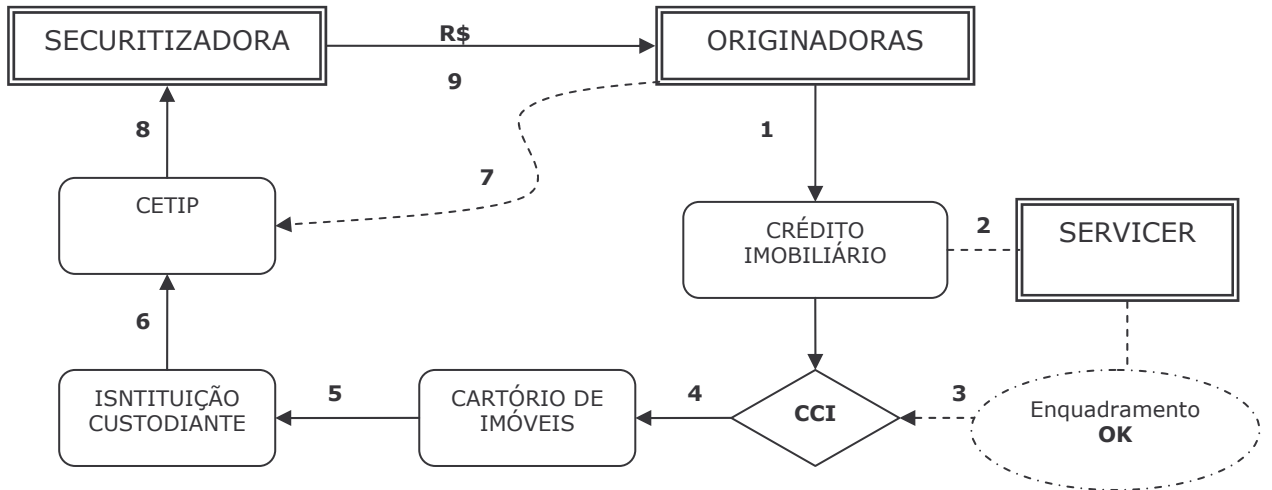 SECURITIZADORA
R$
ORIGINADORAS
9
8
1
7
CETIP
CRÉDITO
IMOBILIÁRIO
2
SERVICER
6
ISNTITUIÇÃO
CUSTODIANTE
5
CARTÓRIO DE
IMÓVEIS
4
CCI
3
Enquadramento
OK